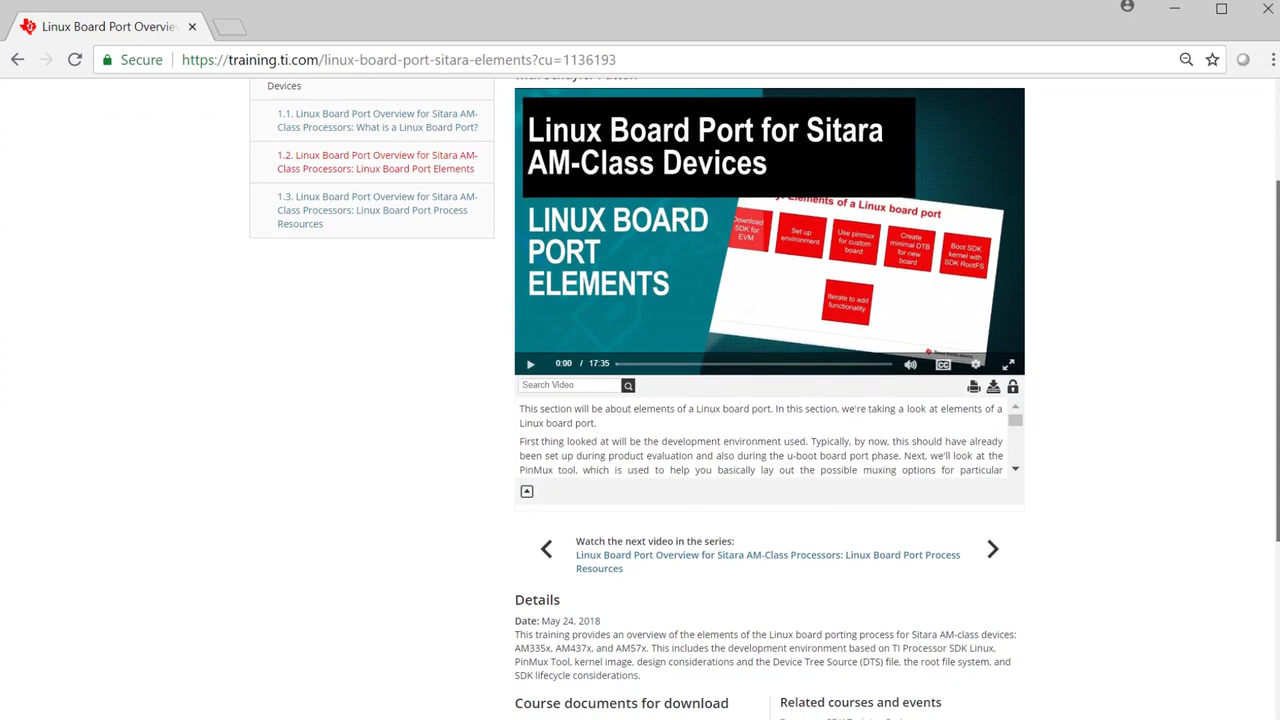 Linux Board Port Overvie
Secure
https://training.ti.com/linux-board-port-sitara-elements?cu=1136193
Devices
1.1. Linux Board Port Overview for Sitara AM-
Class Processors: What is a Linux Board Port?
1.2. Linux Board Port Overview for Sitara AM-
Class Processors: Linux Board Port Elements
1.3. Linux Board Port Overview for Sitara AM-
Class Processors: Linux Board Port Process
Resources
Linux Board Port for Sitara
AM-Class Devices
LINUX BOARD
PORT
ELEMENTS
Elements of a Linux board port
Download
SDK for
EVM
Set up
environment
Use pinmux
for custom
board
Create
minimal DTB
for new
board
Boot SDK
kernel with
SDK RootFS
Iterate to add
functionality
0:00 / 17:35
CC
Search Video
This section will be about elements of a Linux board port. In this section, we're taking a look at elements of a
Linux board port.
First thing looked at will be the development environment used. Typically, by now, this should have already
been set up during product evaluation and also during the u-boot board port phase. Next, we'll look at the
PinMux tool, which is used to help you basically lay out the possible muxing options for particular
Watch the next video in the series:
Linux Board Port Overview for Sitara AM-Class Processors: Linux Board Port Process
Resources
Details
Date: May 24, 2018
This training provides an overview of the elements of the Linux board porting process for Sitara AM-class devices:
AM335x, AM437x, and AM57x. This includes the development environment based on TI Processor SDK Linux,
PinMux Tool, kernel image, design considerations and the Device Tree Source (DTS) file, the root file system, and
SDK lifecycle considerations.
Course documents for download
Related courses and events